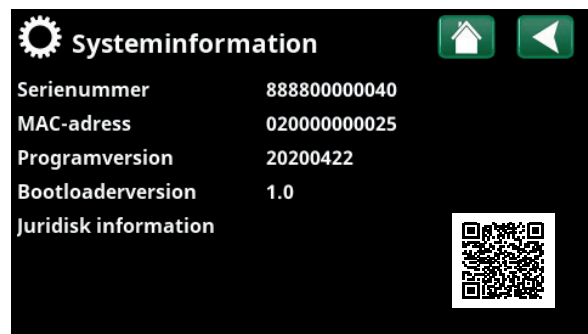 Systeminformation
Serienummer 888800000040
MAC-adress 020000000025
Programversion 20200422
Bootloaderversion 1.0
Juridisk information